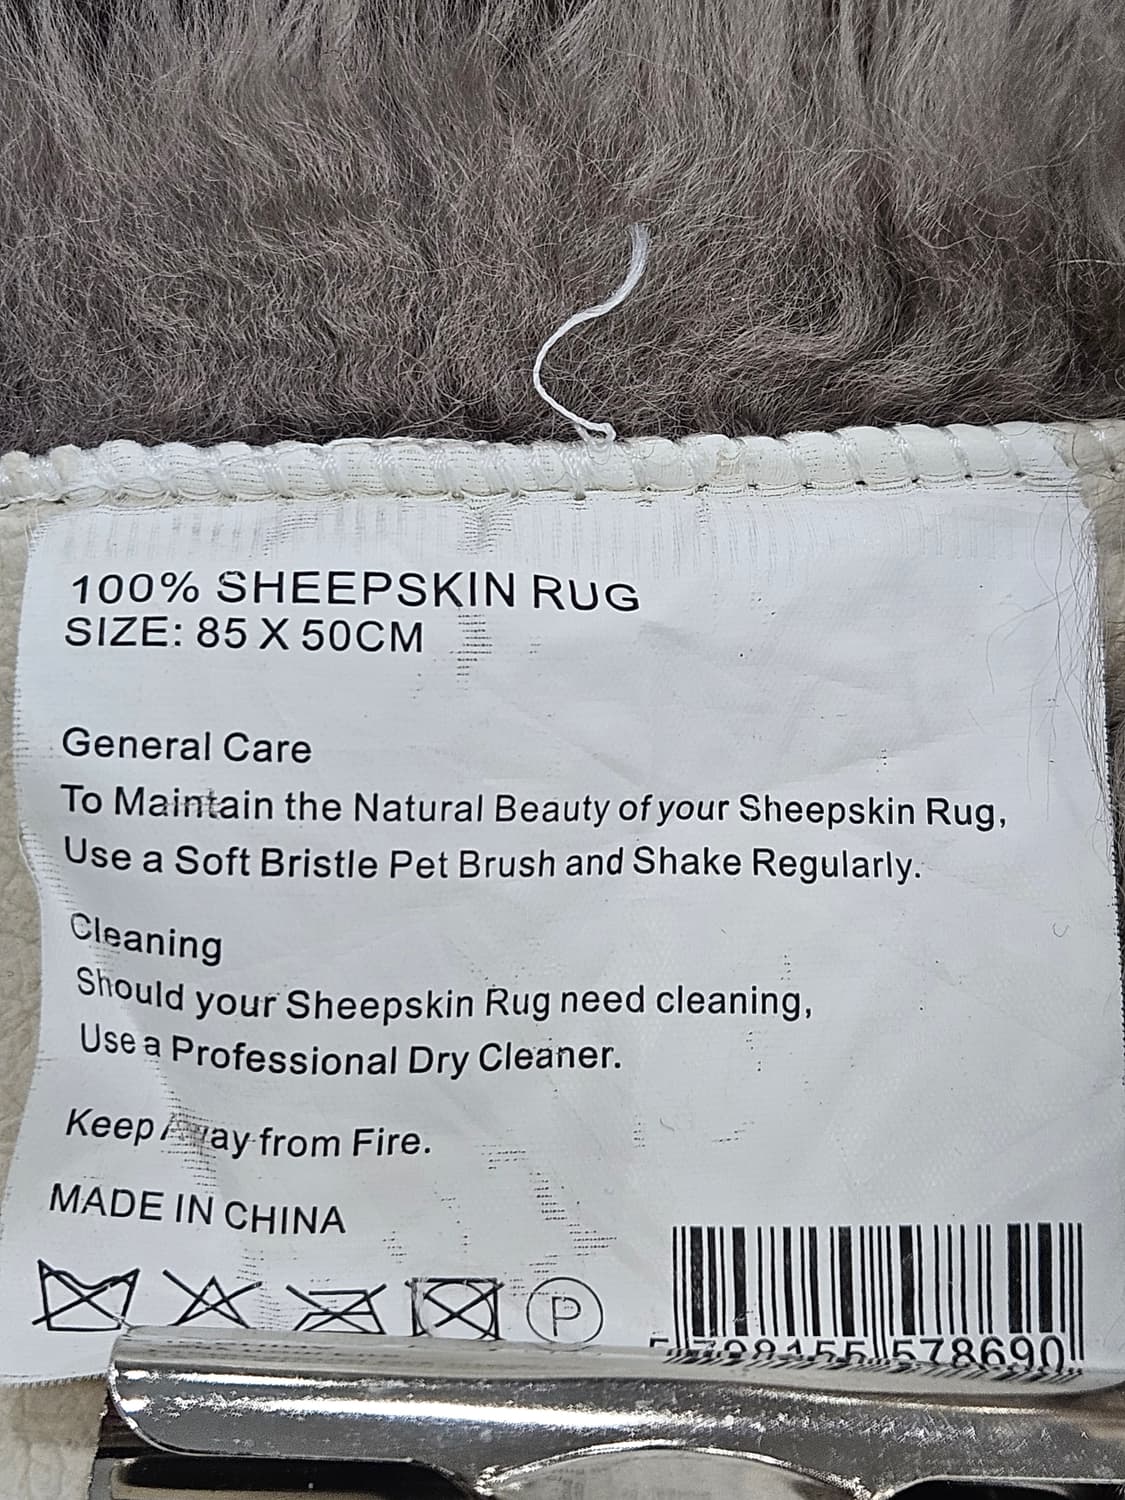 100% SHEEPSKIN RUG
SIZE: 85 X 50CM
General Care
To Maintain the Natural Beauty of your Sheepskin Rug,
Use a Soft Bristle Pet Brush and Shake Regularly.
Cleaning
Should your Sheepskin Rug need cleaning,
Use a Professional Dry Cleaner.
Keep Away from Fire.
MADE IN CHINA
P
578690